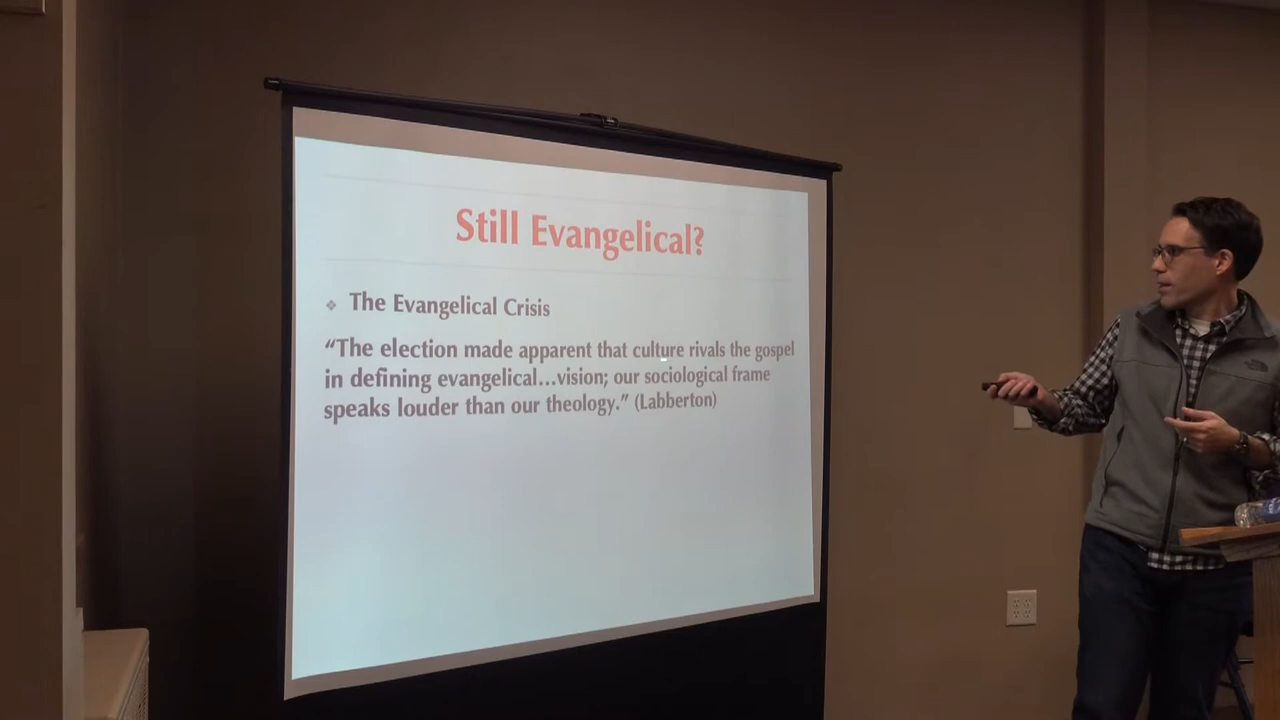 Still Evangelical?
❖ The Evangelical Crisis
“The election made apparent that culture rivals the gospel
in defining evangelical...vision; our sociological frame
speaks louder than our theology.” (Labberton)